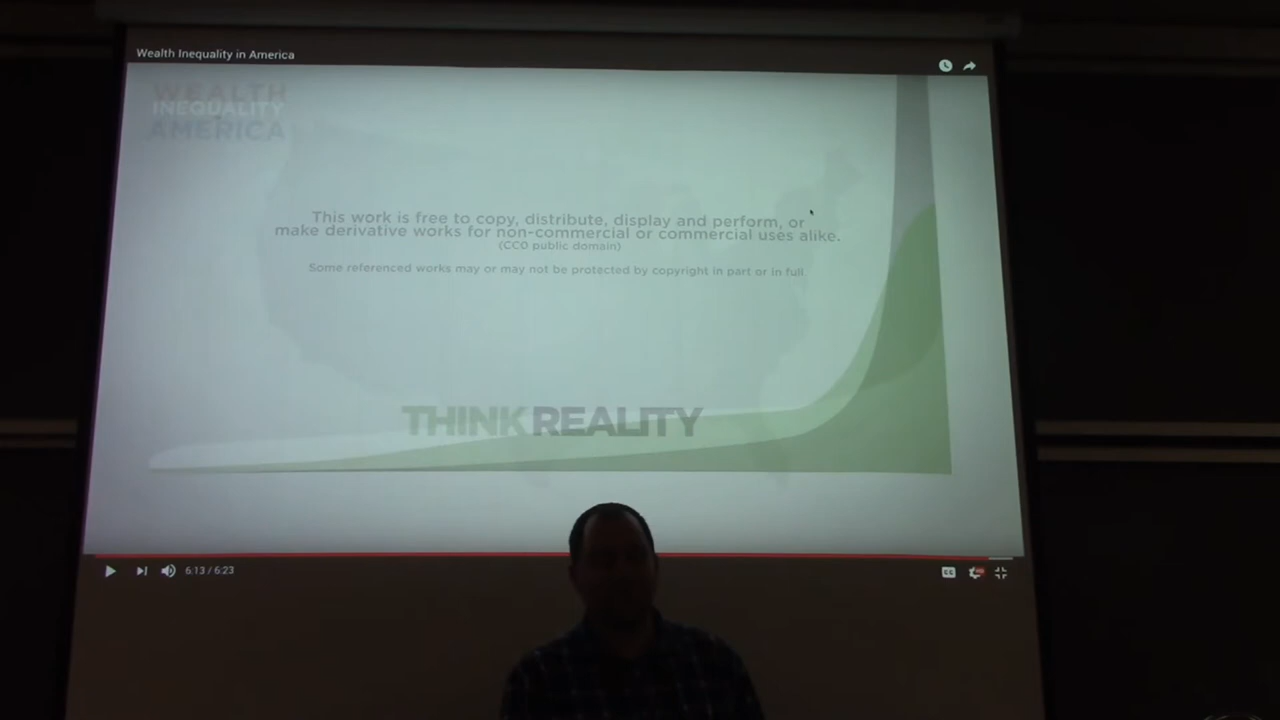 Wealth Inequality in America
WEALTH
INEQUALITY
AMERICA
This work is free to copy, distribute, display and perform, or
make derivative works for non-commercial or commercial uses alike.
(CC0 public domain)
Some referenced works may or may not be protected by copyright in part or in full.
THINKREALITY
6:13 / 6:23
CC